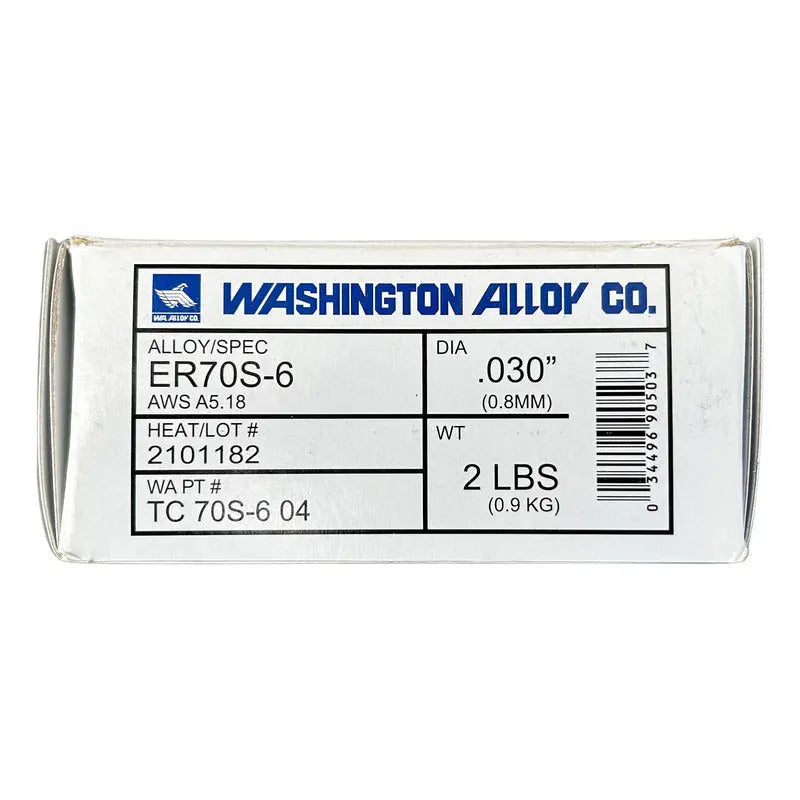 WA. ALLOY CO.
WASHINGTON ALLOY CO.
ALLOY/SPEC
ER70S-6
AWS A5.18
HEAT/LOT #
2101182
WA PT #
TC 70S-6 04
DIA
.030”
(0.8MM)
WT
2 LBS
(0.9 KG)
0 34496 90503 7